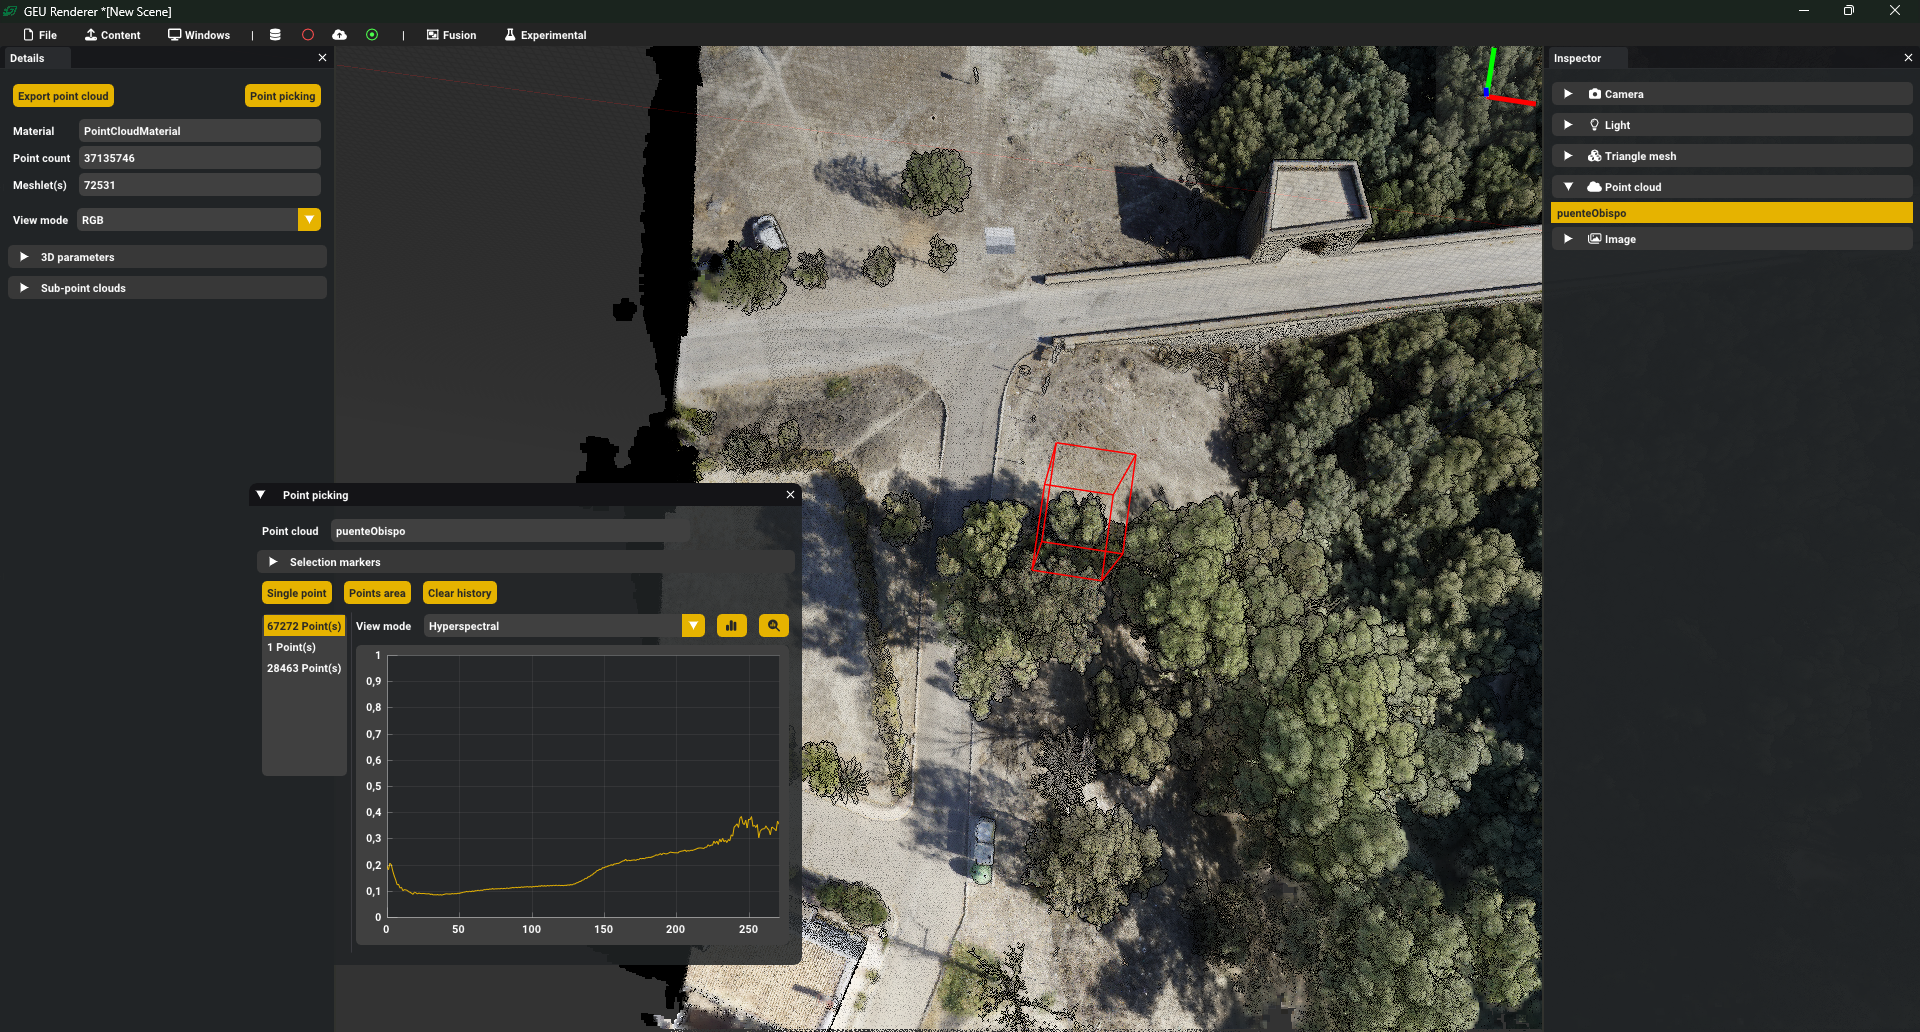 GEU Renderer *[New Scene]
File Content Windows | | Fusion Experimental
Details
Export point cloud Point picking
Material PointCloudMaterial
Point count 37135746
Meshlet(s) 72531
View mode RGB
3D parameters
Sub-point clouds
Point picking
Point cloud puenteObispo
Selection markers
Single point Points area Clear history
67272 Point(s)
1 Point(s)
28463 Point(s)
View mode Hyperspectral
1
0,9
0,8
0,7
0,6
0,5
0,4
0,3
0,2
0,1
0
0 50 100 150 200 250
Inspector
Camera
Light
Triangle mesh
Point cloud
puenteObispo
Image